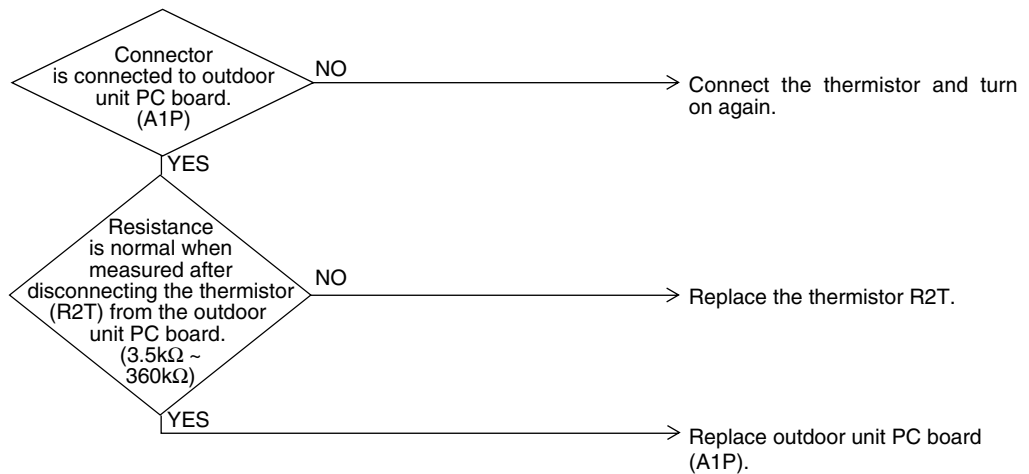 Connector
is connected to outdoor
unit PC board.
(A1P)
NO
Connect the thermistor and turn
on again.
YES
Resistance
is normal when
measured after
disconnecting the thermistor
(R2T) from the outdoor
unit PC board.
(3.5kΩ ~
360kΩ)
NO
Replace the thermistor R2T.
YES
Replace outdoor unit PC board
(A1P).